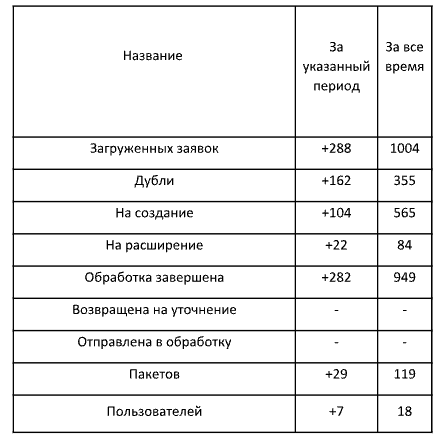 Название За указанный период За все время
Загруженных заявок +288 1004
Дубли +162 355
На создание +104 565
На расширение +22 84
Обработка завершена +282 949
Возвращена на уточнение - -
Отправлена в обработку - -
Пакетов +29 119
Пользователей +7 18